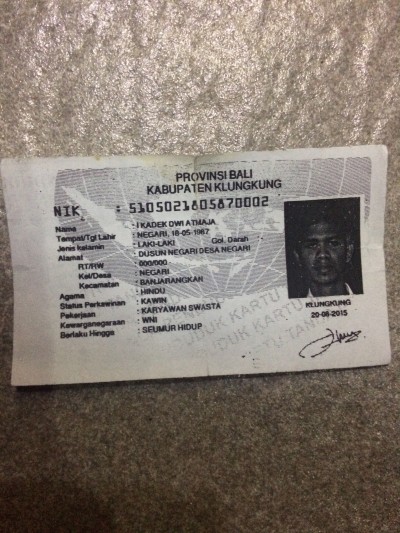 PROVINSI BALI
KABUPATEN KLUNGKUNG
NIK : 5105021805870002
Nama : I KADEK DWI ATMAJA
Tempat/Tgl Lahir : NEGARI, 18-05-1987
Jenis kelamin : LAKI-LAKI Gol. Darah
Alamat : DUSUN NEGARI DESA NEGARI
RT/RW : 000/000
Kel/Desa : NEGARI
Kecamatan : BANJARANGKAN
Agama : HINDU
Status Perkawinan : KAWIN
Pekerjaan : KARYAWAN SWASTA
Kewarganegaraan : WNI
Berlaku Hingga : SEUMUR HIDUP
KLUNGKUNG
20-06-2015